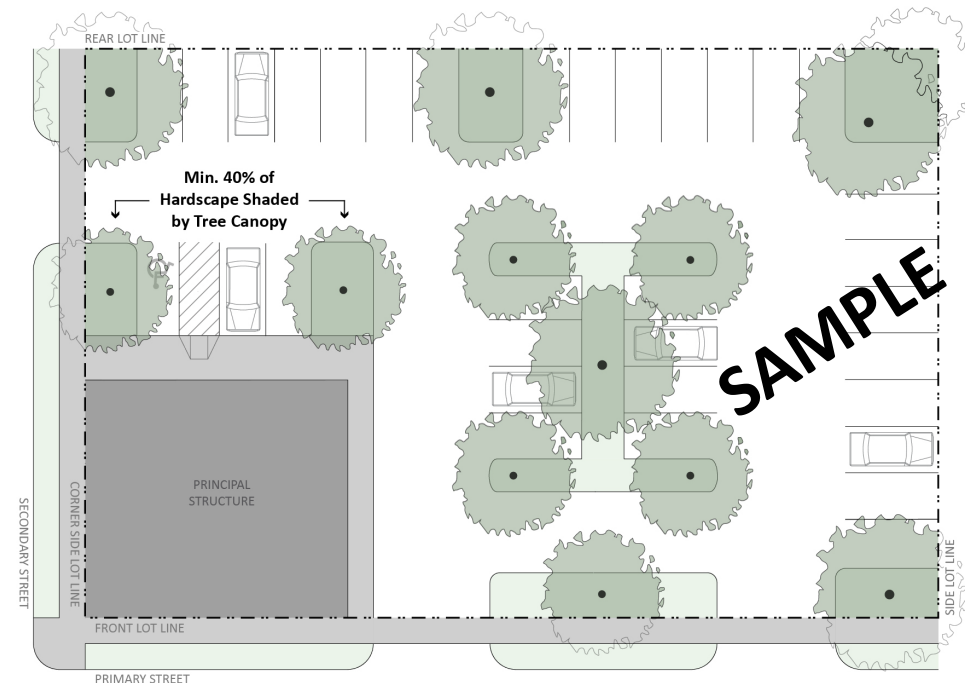 REAR LOT LINE
Min. 40% of
Hardscape Shaded
by Tree Canopy
SAMPLE
PRINCIPAL
STRUCTURE
SECONDARY STREET
CORNER SIDE LOT LINE
SIDE LOT LINE
FRONT LOT LINE
PRIMARY STREET